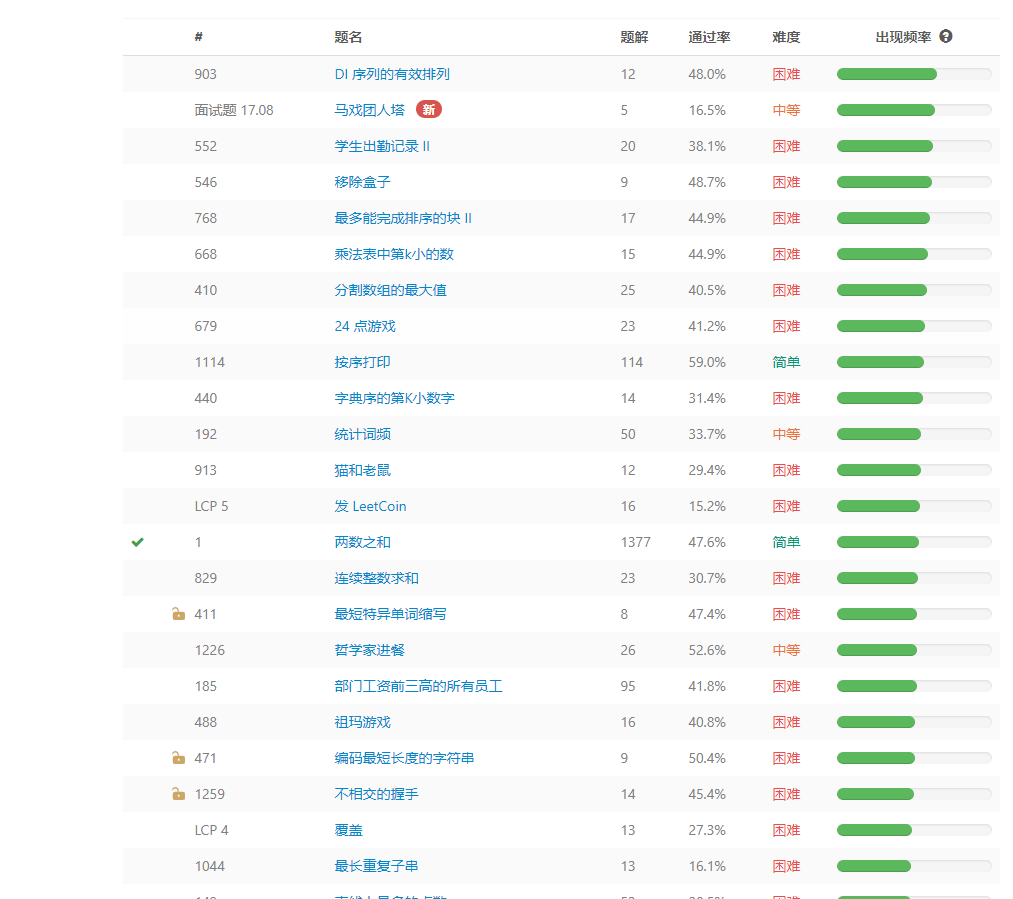 # 题名 题解 通过率 难度 出现频率
903 DI 序列的有效排列 12 48.0% 困难
面试题 17.08 马戏团人塔 新 5 16.5% 中等
552 学生出勤记录 II 20 38.1% 困难
546 移除盒子 9 48.7% 困难
768 最多能完成排序的块 II 17 44.9% 困难
668 乘法表中第k小的数 15 44.9% 困难
410 分割数组的最大值 25 40.5% 困难
679 24 点游戏 23 41.2% 困难
1114 按序打印 114 59.0% 简单
440 字典序的第K小数字 14 31.4% 困难
192 统计词频 50 33.7% 中等
913 猫和老鼠 12 29.4% 困难
LCP 5 发 LeetCoin 16 15.2% 困难
1 两数之和 1377 47.6% 简单
829 连续整数求和 23 30.7% 困难
411 最短特异单词缩写 8 47.4% 困难
1226 哲学家进餐 26 52.6% 中等
185 部门工资前三高的所有员工 95 41.8% 困难
488 祖玛游戏 16 40.8% 困难
471 编码最短长度的字符串 9 50.4% 困难
1259 不相交的握手 14 45.4% 困难
LCP 4 覆盖 13 27.3% 困难
1044 最长重复子串 13 16.1% 困难